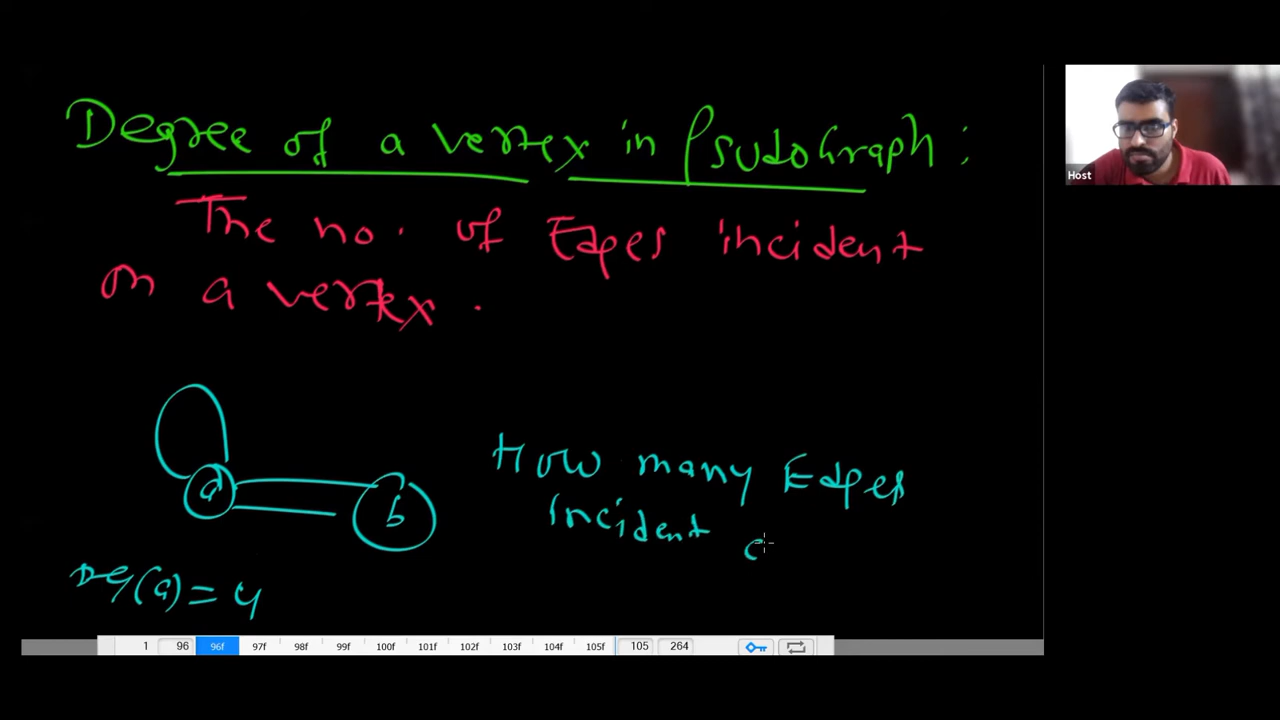 Degree of a vertex in PsudoGraph:
The no. of Edges incident
on a vertex.
a
b
How many Edges
incident
Deg(a) = 4
Host
1 96 96f 97f 98f 99f 100f 101f 102f 103f 104f 105f 105 264